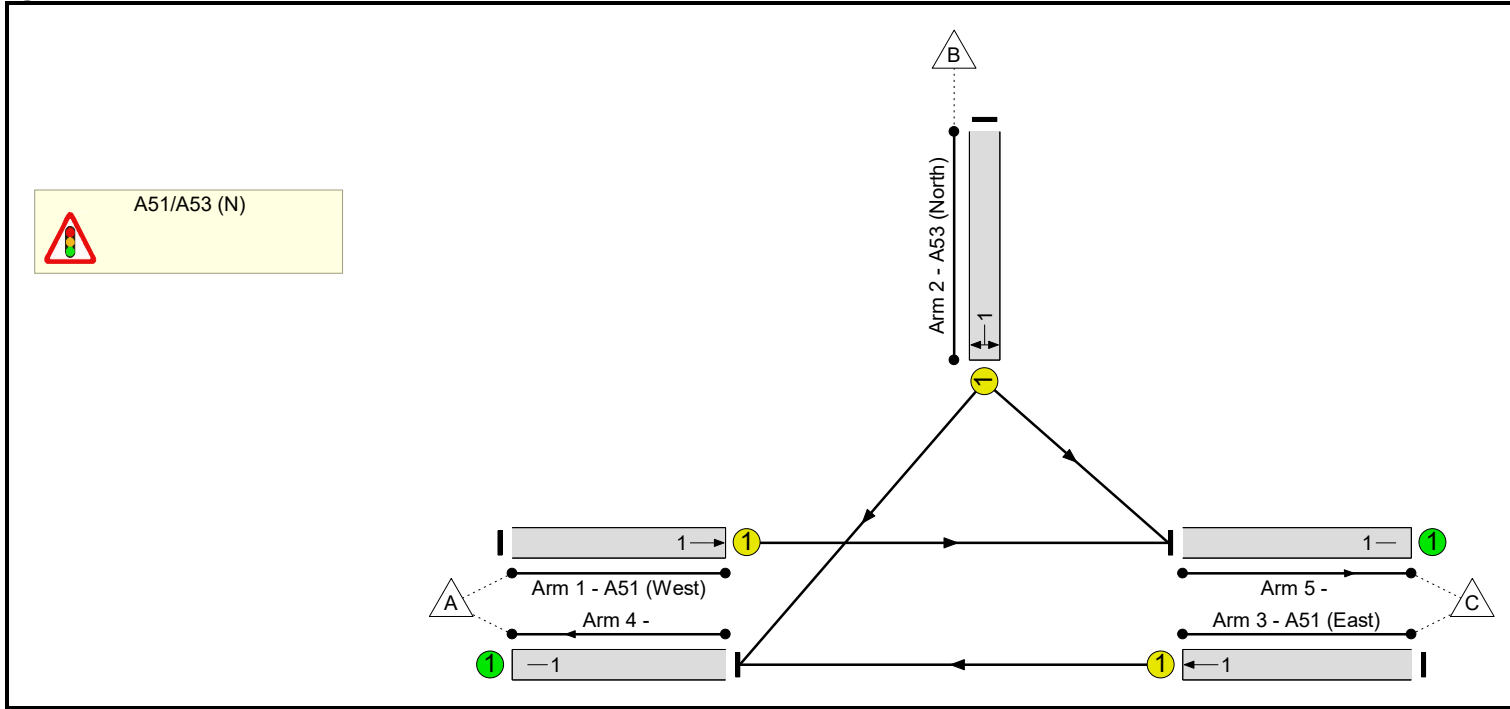 B
A51/A53 (N)
Arm 2 - A53 (North)
1
1
1
1
1
1
Arm 1 - A51 (West)
Arm 5 -
A
C
Arm 4 -
Arm 3 - A51 (East)
1
1
1
1